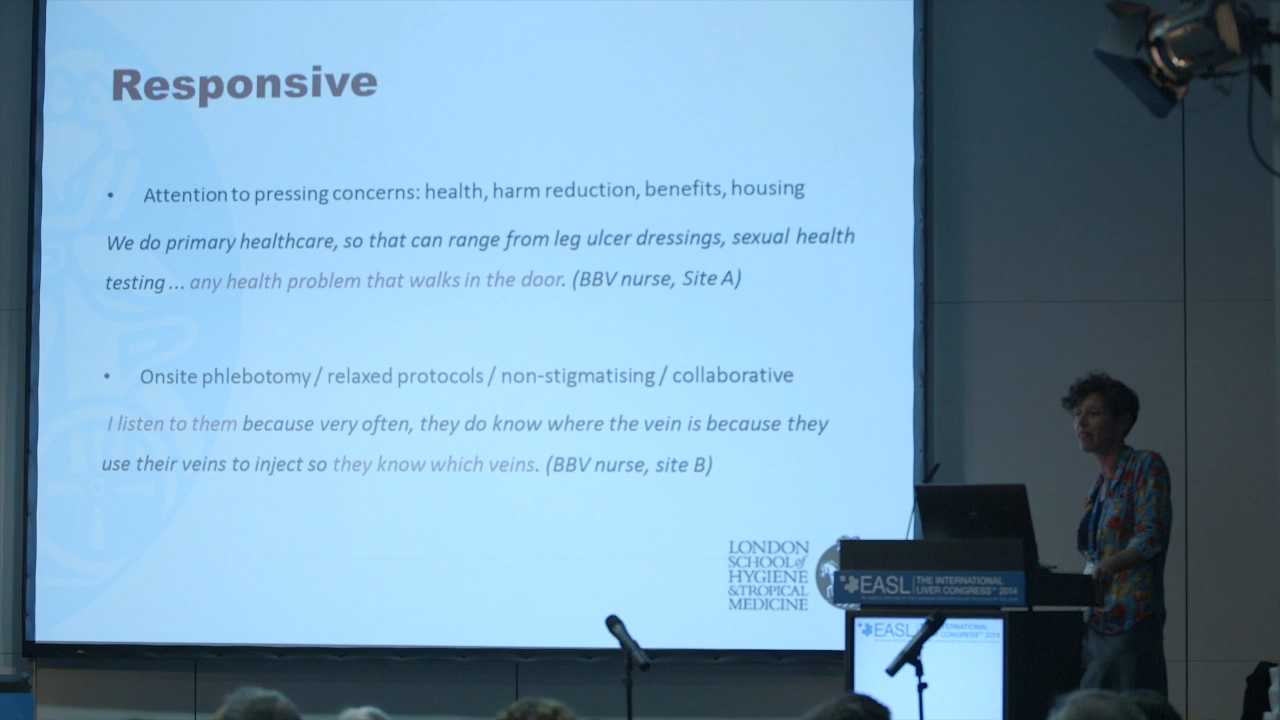 Responsive
• Attention to pressing concerns: health, harm reduction, benefits, housing
We do primary healthcare, so that can range from leg ulcer dressings, sexual health
testing... any health problem that walks in the door. (BBV nurse, Site A)
• Onsite phlebotomy / relaxed protocols / non-stigmatising / collaborative
I listen to them because very often, they do know where the vein is because they
use their veins to inject so they know which veins. (BBV nurse, site B)
LONDON
SCHOOL of
HYGIENE
& TROPICAL
MEDICINE
EASL THE INTERNATIONAL
LIVER CONGRESS™ 2014
EASL
2014